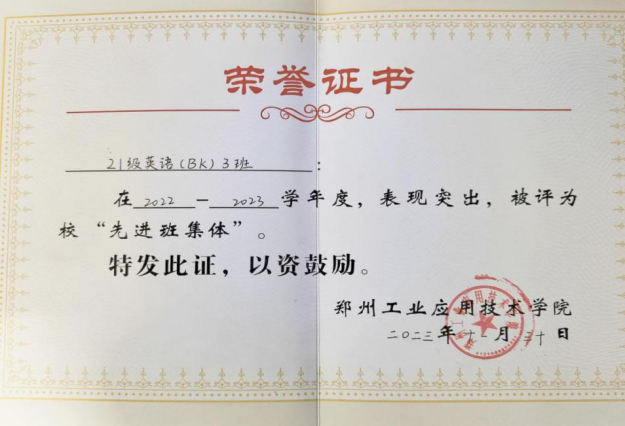 荣誉证书
21级英语(BK)3班:
在2022—2023学年度，表现突出，被评为
校“先进班集体”。
特发此证，以资鼓励。
郑州工业应用技术学院
二〇二三年十一月三十日